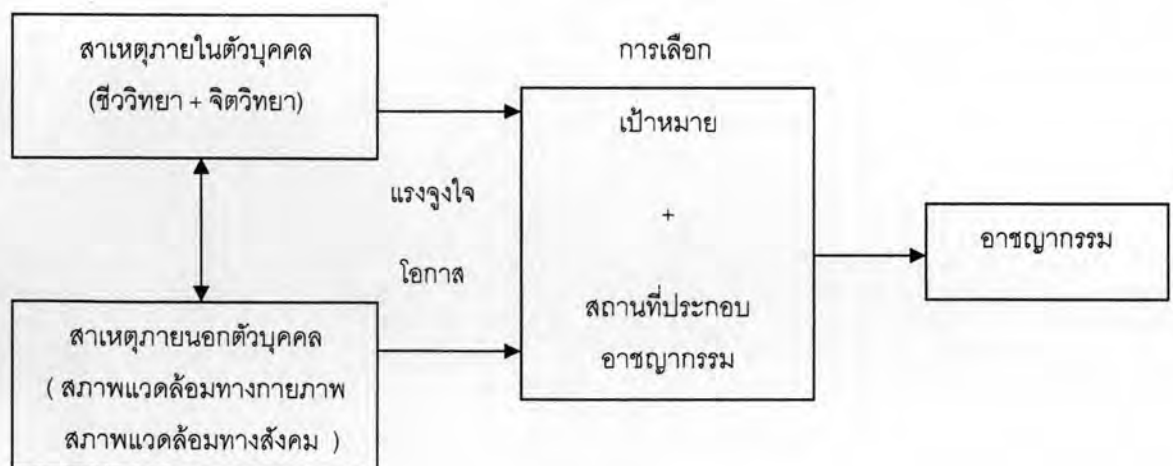 สาเหตุภายในตัวบุคคล
(ชีววิทยา + จิตวิทยา)
แรงจูงใจ
โอกาส
สาเหตุภายนอกตัวบุคคล
( สภาพแวดล้อมทางกายภาพ
สภาพแวดล้อมทางสังคม )
การเลือก
เป้าหมาย
+
สถานที่ประกอบ
อาชญากรรม
อาชญากรรม